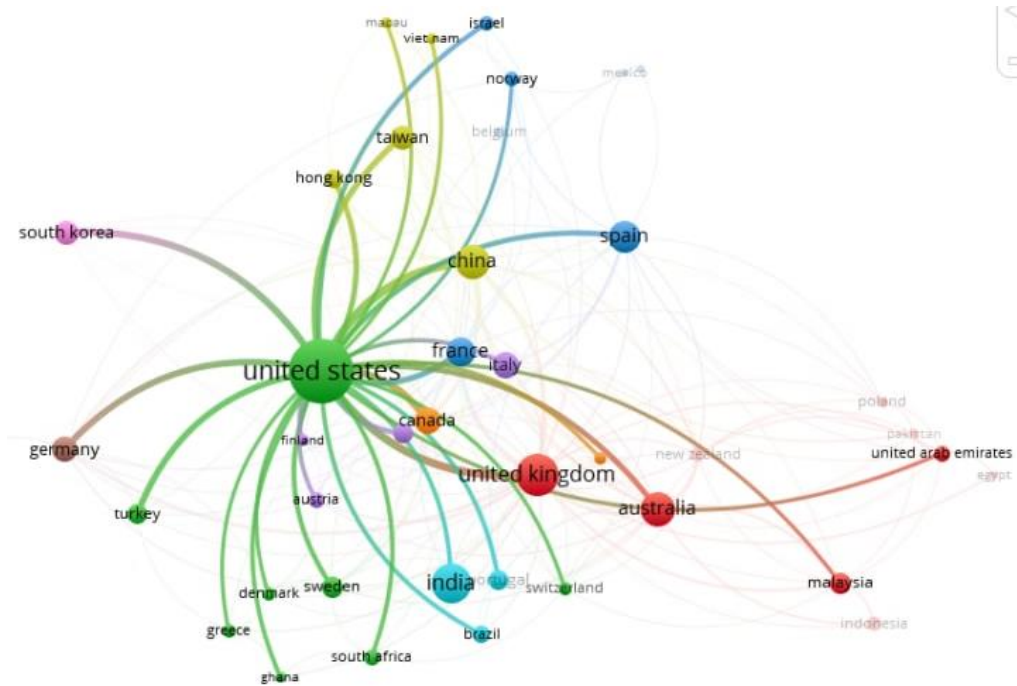 macau
israel
viet nam
norway
mexico
belgium
taiwan
hong kong
south korea
spain
china
france
italy
united states
poland
canada
pakistan
finland
germany
united arab emirates
new zealand
united kingdom
egypt
austria
australia
turkey
india
portugal
malaysia
sweden
switzerland
denmark
indonesia
greece
brazil
south africa
ghana